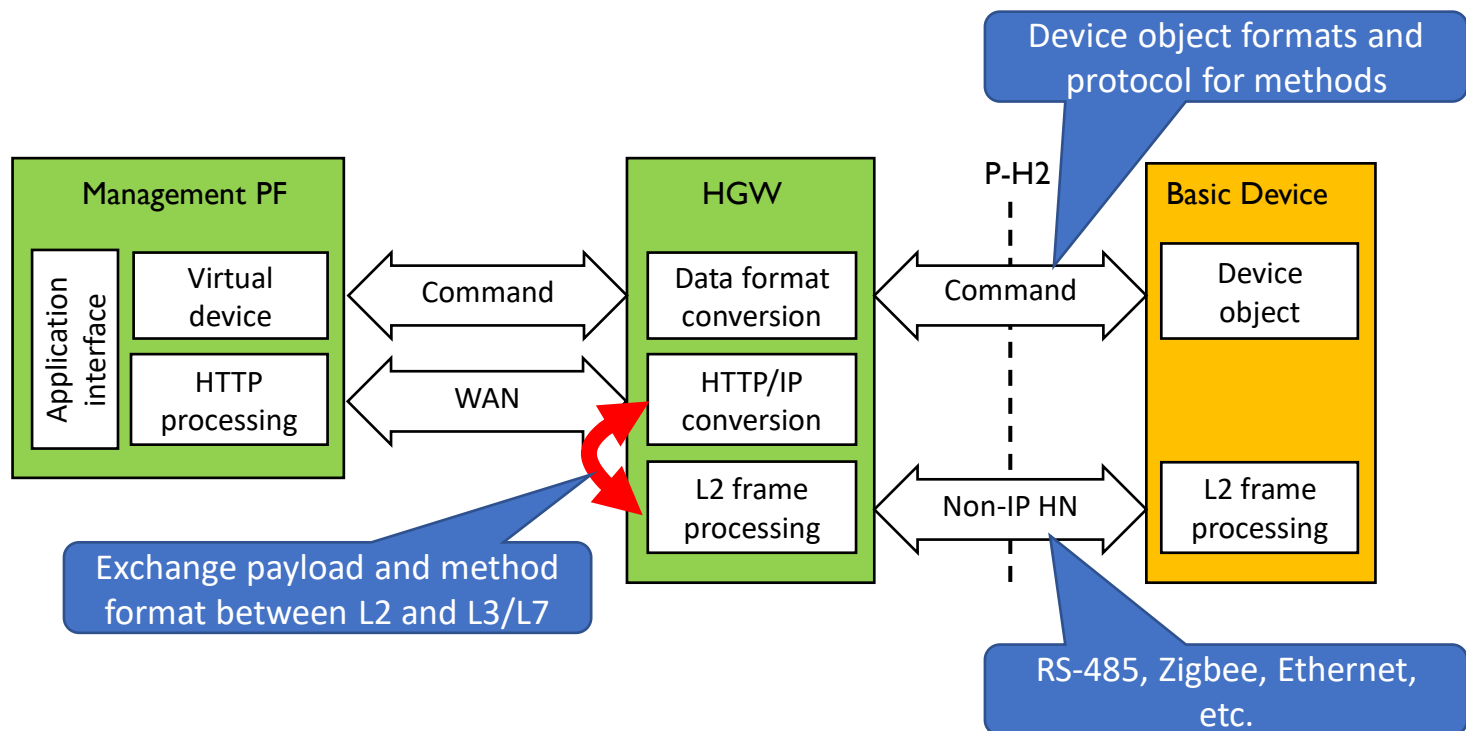 Device object formats and
protocol for methods
Management PF
HGW
P-H2
Basic Device
Application
interface
Virtual
device
Command
Data format
conversion
Command
Device
object
HTTP
processing
WAN
HTTP/IP
conversion
L2 frame
processing
Non-IP HN
L2 frame
processing
Exchange payload and method
format between L2 and L3/L7
RS-485, Zigbee, Ethernet,
etc.